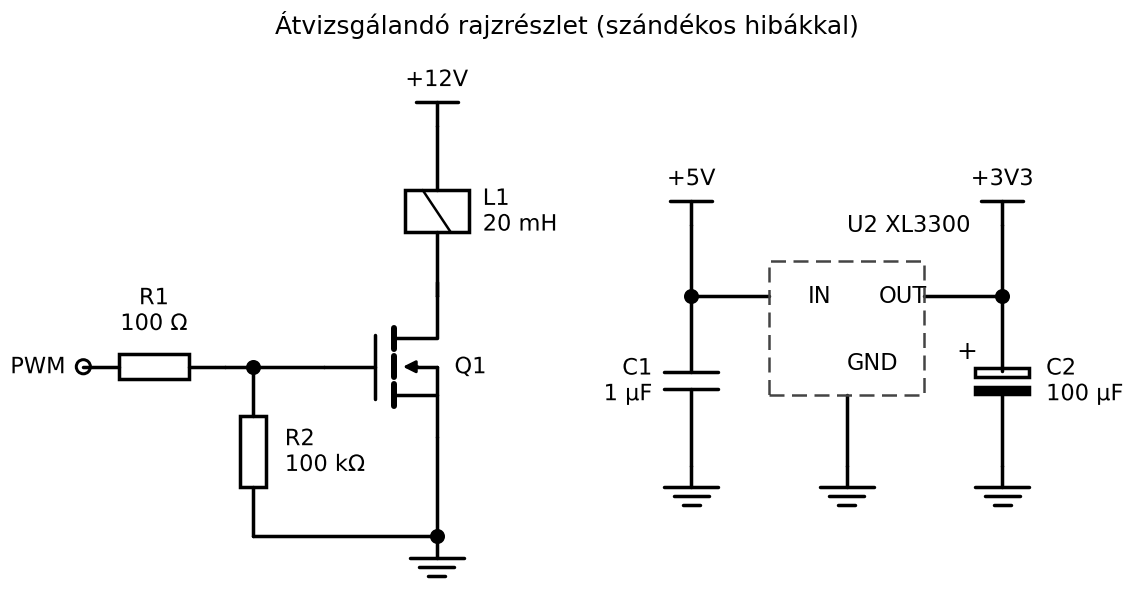 Átvizsgálandó rajzrészlet (szándékos hibákkal)
+12V
L1
20 mH
R1
100 Ω
PWM
Q1
R2
100 kΩ
+5V
+3V3
U2 XL3300
IN
OUT
GND
C1
1 µF
+
C2
100 µF